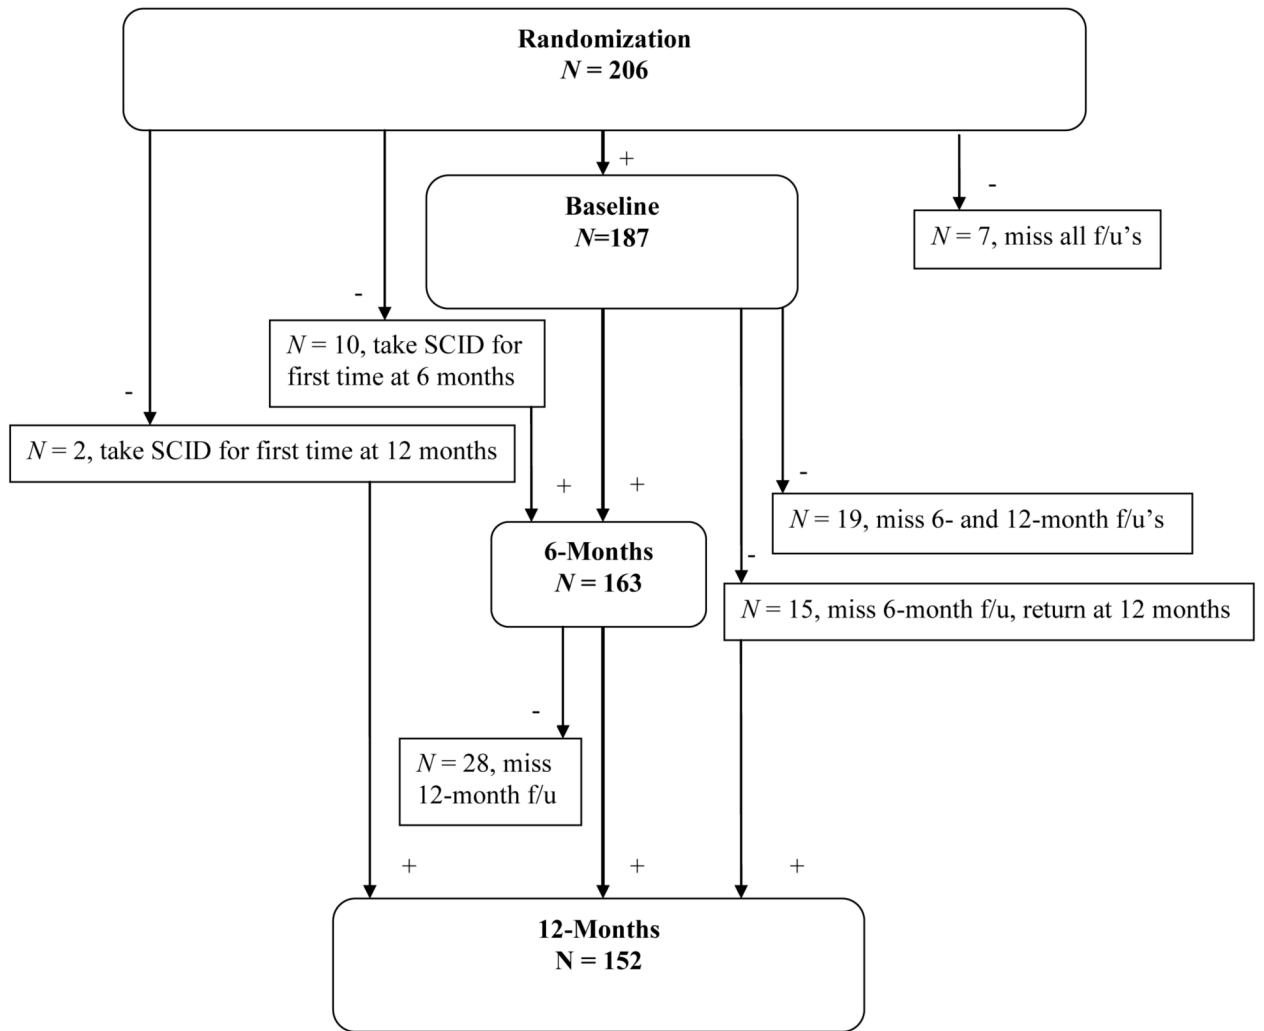 Randomization
N = 206
+
-
Baseline
N=187
N = 7, miss all f/u’s
-
N = 10, take SCID for
first time at 6 months
-
N = 2, take SCID for first time at 12 months
+
+
-
N = 19, miss 6- and 12-month f/u’s
6-Months
N = 163
-
N = 15, miss 6-month f/u, return at 12 months
-
N = 28, miss
12-month f/u
+
+
+
12-Months
N = 152